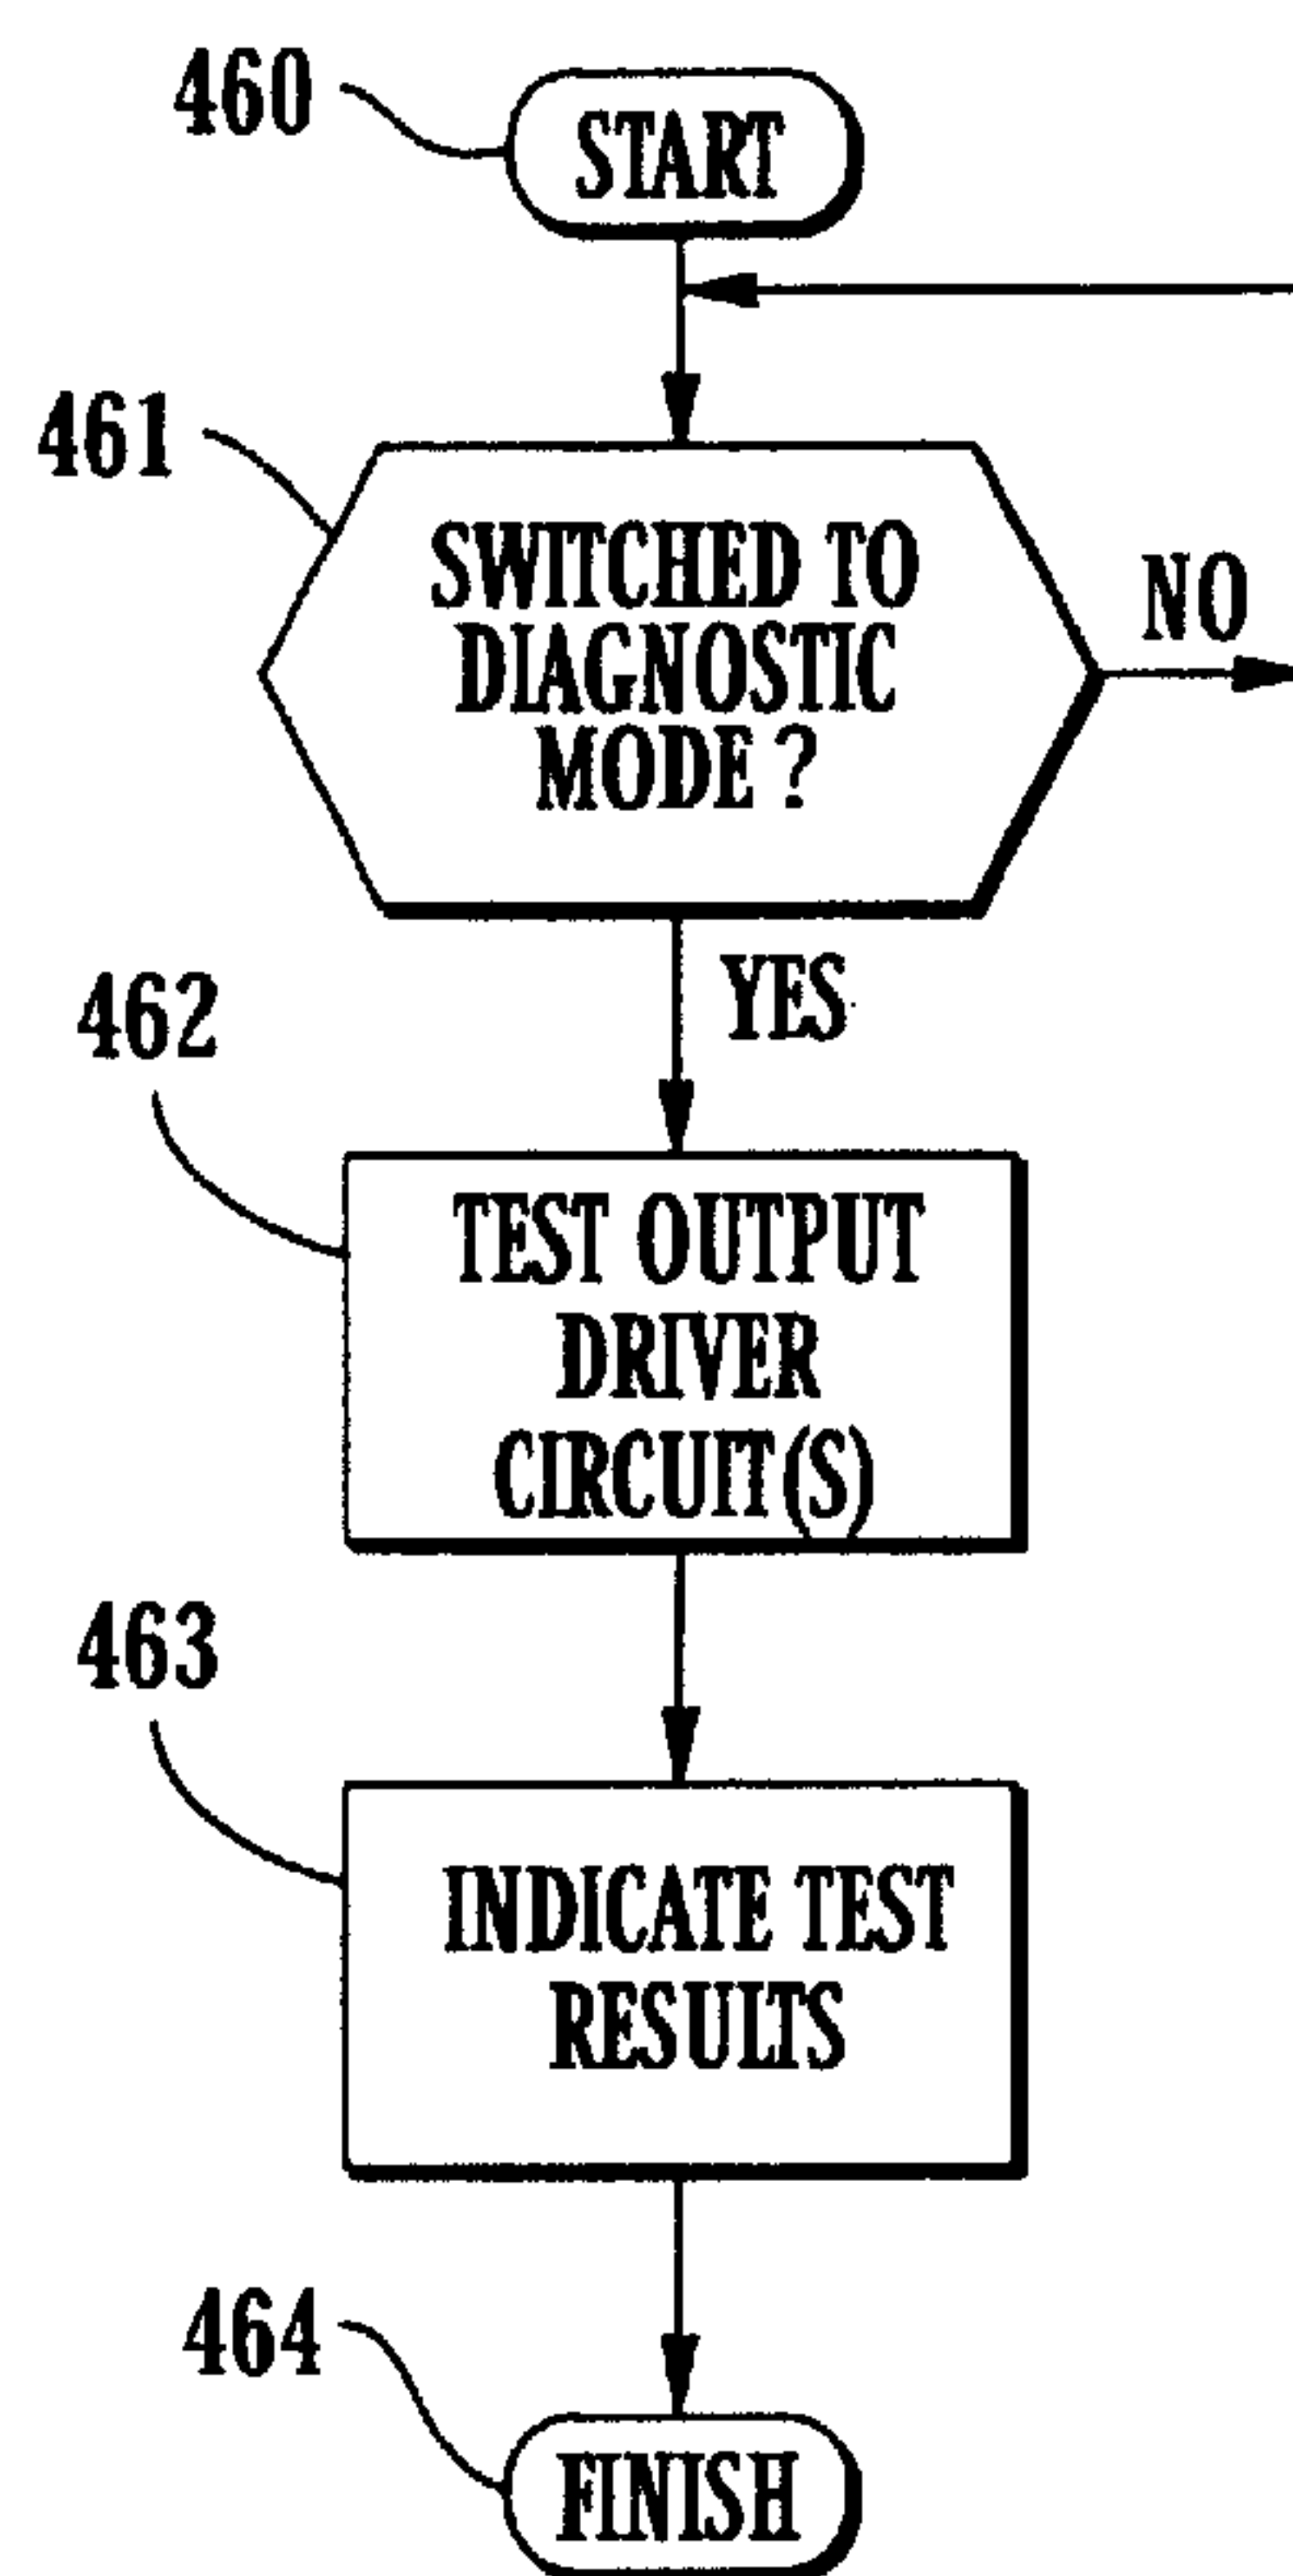 460
START
461
SWITCHED TO
DIAGNOSTIC
MODE ?
NO
YES
462
TEST OUTPUT
DRIVER
CIRCUIT(S)
463
INDICATE TEST
RESULTS
464
FINISH